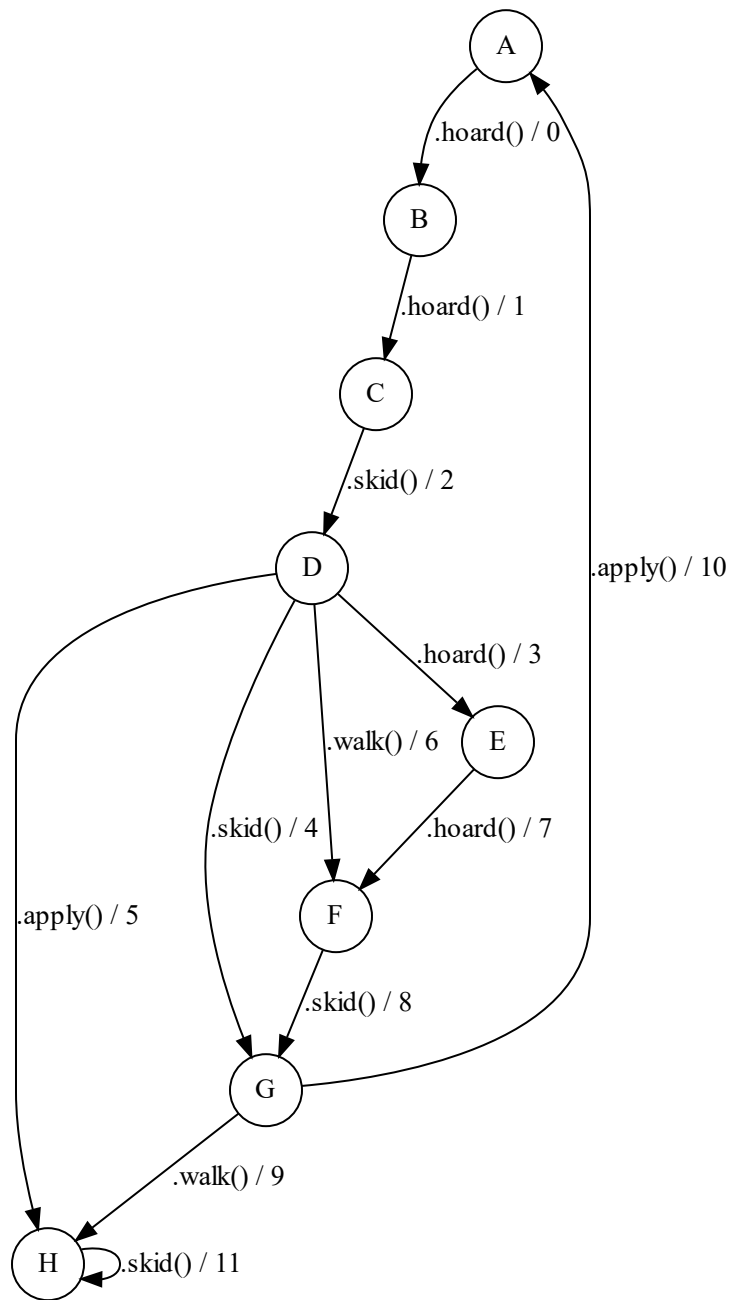 A
.hoard() / 0
B
.hoard() / 1
C
.skid() / 2
D
.apply() / 10
.hoard() / 3
.walk() / 6
E
.skid() / 4
.hoard() / 7
.apply() / 5
F
.skid() / 8
G
.walk() / 9
H
.skid() / 11